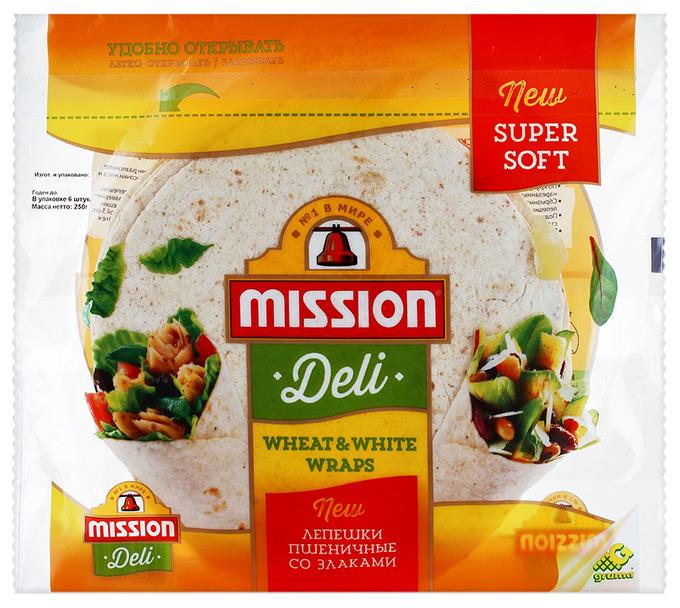 УДОБНО ОТКРЫВАТЬ
ЛЕГКО ОТКРЫВАТЬ / ЗАКРЫВАТЬ
New
SUPER
SOFT
Изгот. и упаковано:
Годен до:
В упаковке 6 штук
Масса нетто: 250г
№1 В МИРЕ
MISSION
Deli
WHEAT & WHITE
WRAPS
New
ЛЕПЕШКИ
ПШЕНИЧНЫЕ
СО ЗЛАКАМИ
№1 В МИРЕ
MISSION
Deli
MISSION
gruma